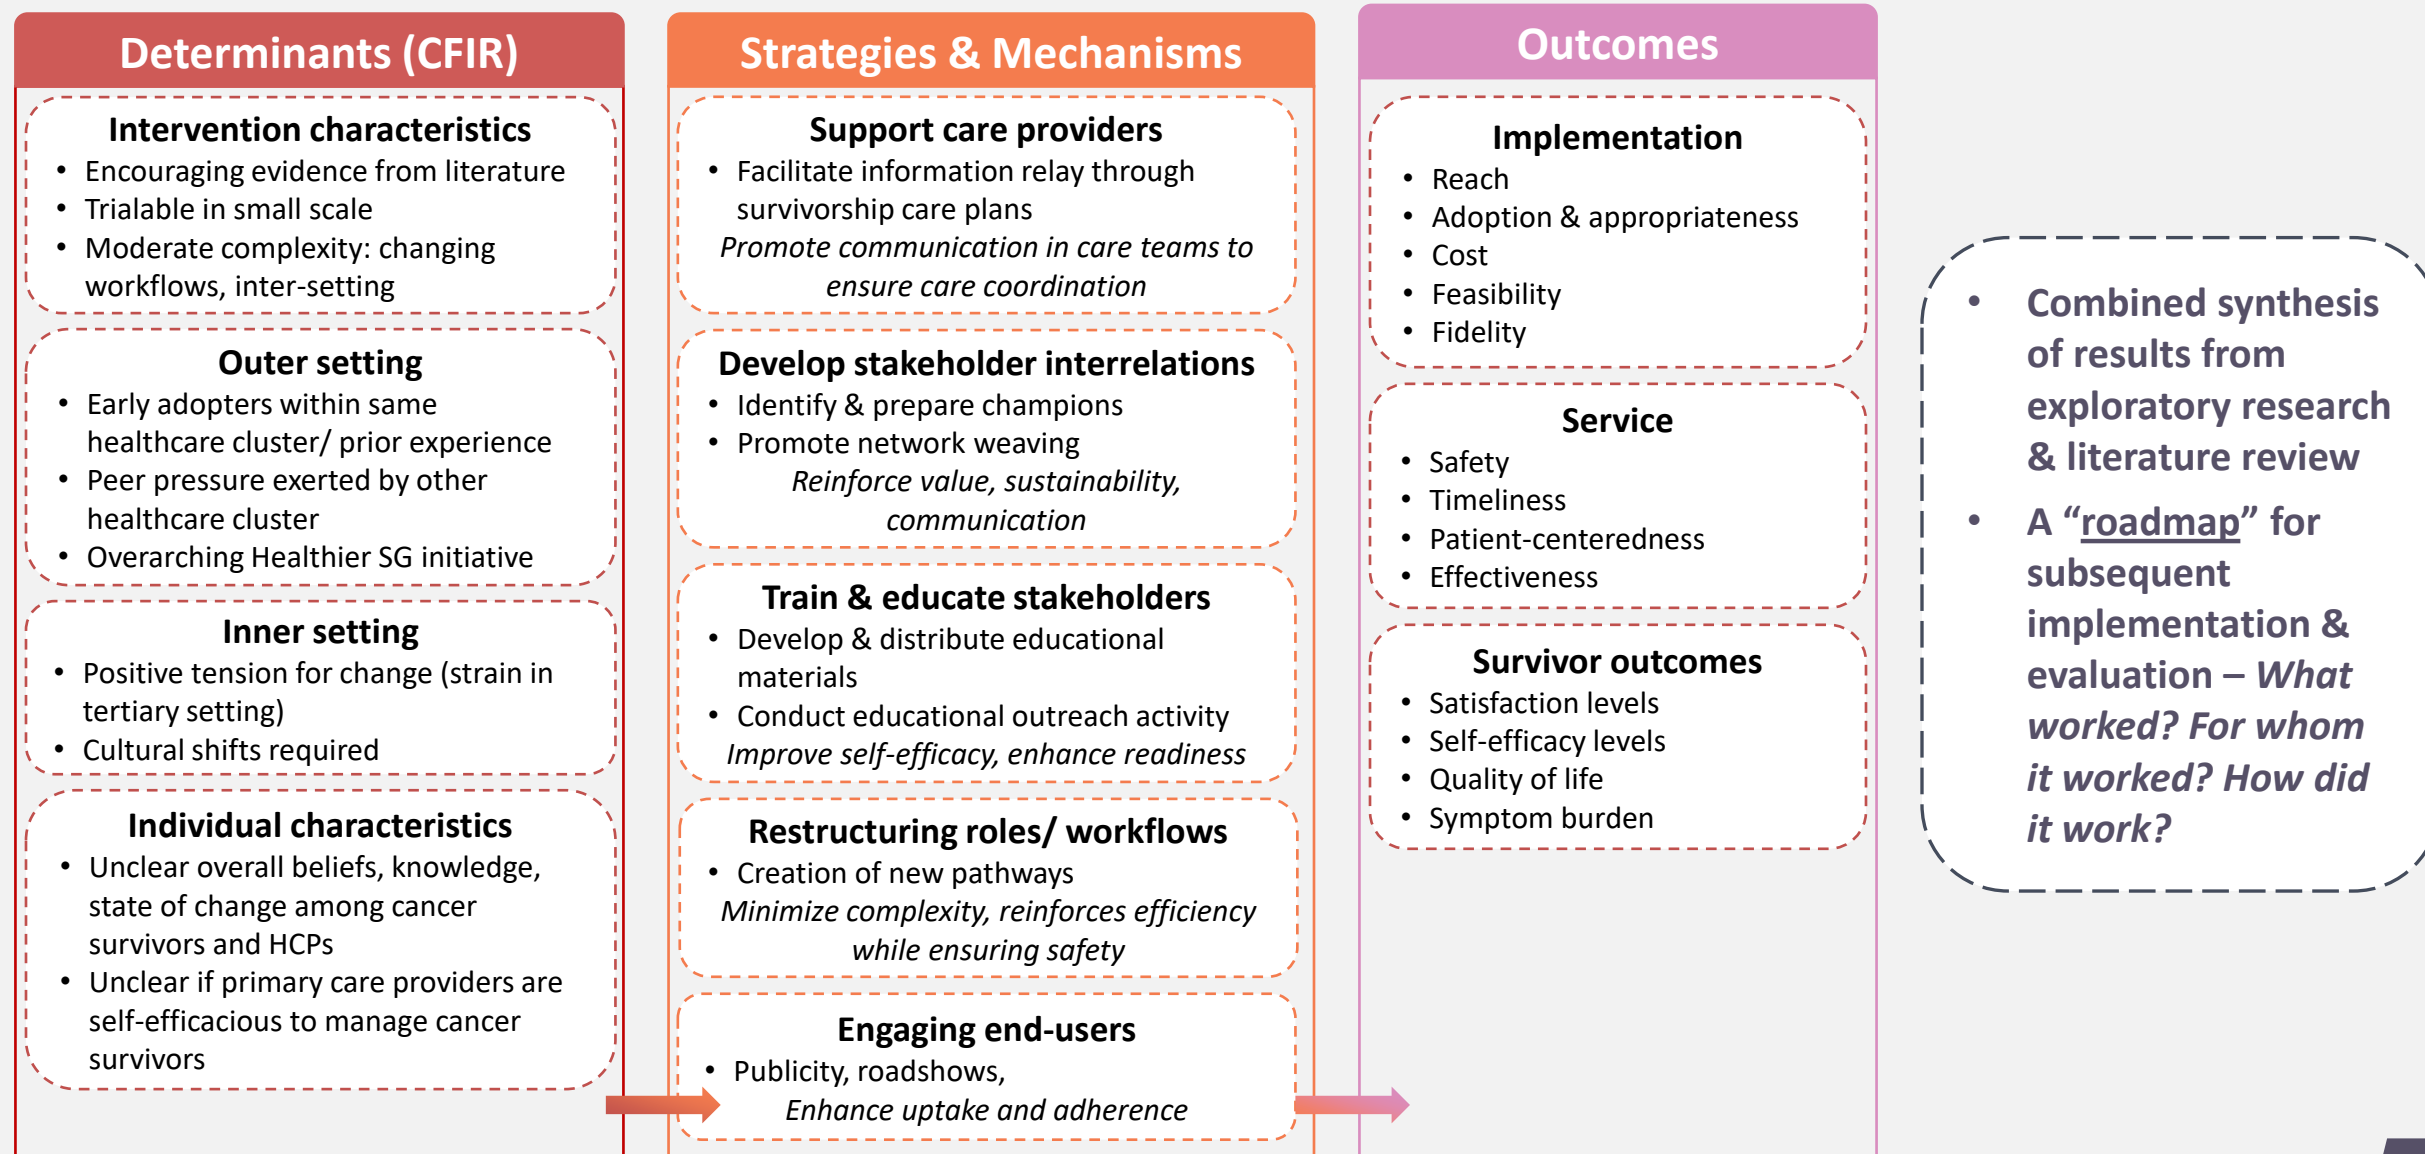 Determinants (CFIR)
Intervention characteristics
• Encouraging evidence from literature
• Trialable in small scale
• Moderate complexity: changing
workflows, inter-setting
Outer setting
• Early adopters within same
healthcare cluster/ prior experience
• Peer pressure exerted by other
healthcare cluster
• Overarching Healthier SG initiative
Inner setting
• Positive tension for change (strain in
tertiary setting)
• Cultural shifts required
Individual characteristics
• Unclear overall beliefs, knowledge,
state of change among cancer
survivors and HCPs
• Unclear if primary care providers are
self-efficacious to manage cancer
survivors
Strategies & Mechanisms
Support care providers
• Facilitate information relay through
survivorship care plans
Promote communication in care teams to
ensure care coordination
Develop stakeholder interrelations
• Identify & prepare champions
• Promote network weaving
Reinforce value, sustainability,
communication
Train & educate stakeholders
• Develop & distribute educational
materials
• Conduct educational outreach activity
Improve self-efficacy, enhance readiness
Restructuring roles/ workflows
• Creation of new pathways
Minimize complexity, reinforces efficiency
while ensuring safety
Engaging end-users
• Publicity, roadshows,
Enhance uptake and adherence
Outcomes
Implementation
• Reach
• Adoption & appropriateness
• Cost
• Feasibility
• Fidelity
Service
• Safety
• Timeliness
• Patient-centeredness
• Effectiveness
Survivor outcomes
• Satisfaction levels
• Self-efficacy levels
• Quality of life
• Symptom burden
• Combined synthesis
of results from
exploratory research
& literature review
• A “roadmap” for
subsequent
implementation &
evaluation – What
worked? For whom
it worked? How did
it work?